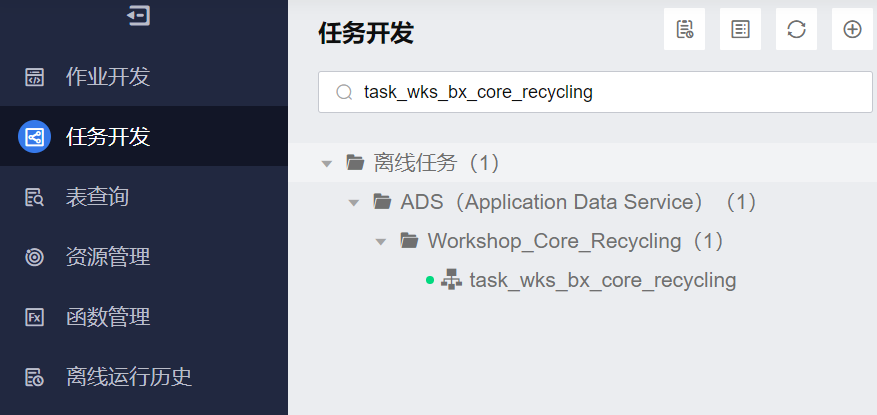 作业开发
任务开发
表查询
资源管理
函数管理
离线运行历史
任务开发
task_wks_bx_core_recycling
离线任务（1）
ADS（Application Data Service）（1）
Workshop_Core_Recycling（1）
task_wks_bx_core_recycling